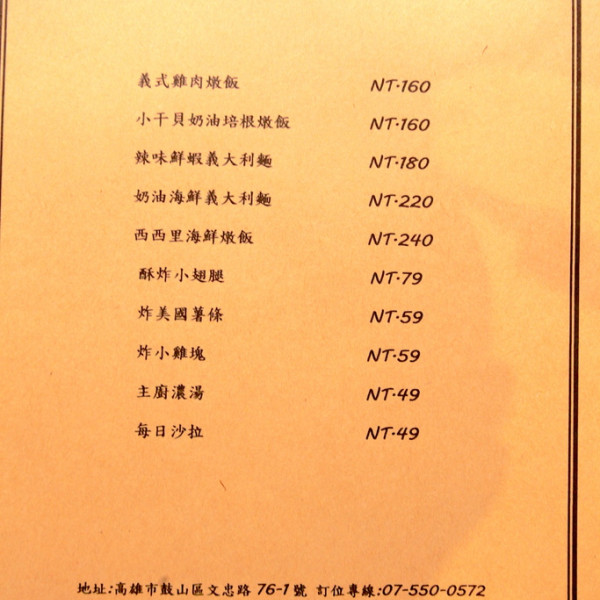 義式雞肉燉飯 NT.160
小干貝奶油培根燉飯 NT.160
辣味鮮蝦義大利麵 NT.180
奶油海鮮義大利麵 NT.220
西西里海鮮燉飯 NT.240
酥炸小翅腿 NT.79
炸美國薯條 NT.59
炸小雞塊 NT.59
主廚濃湯 NT.49
每日沙拉 NT.49
地址:高雄市鼓山區文忠路 76-1 號 訂位專線:07-550-0572